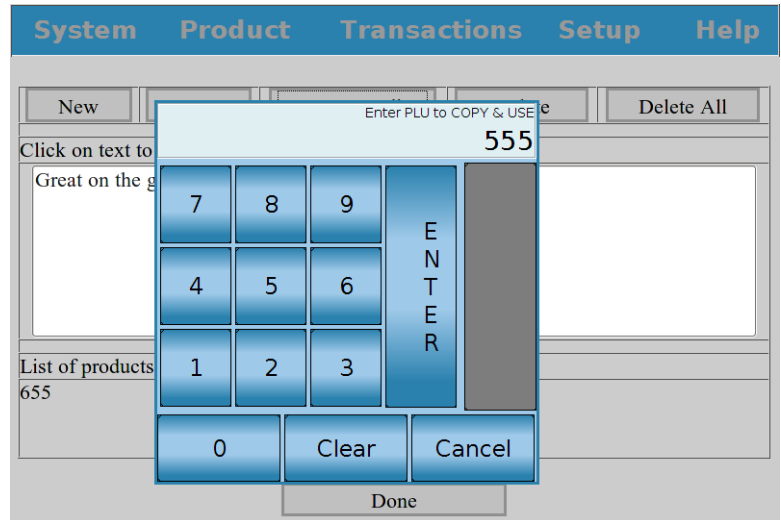 System Product Transactions Setup Help
New Delete All
Enter PLU to COPY & USE
555
Click on text to
Great on the g
7 8 9
4 5 6
1 2 3
ENTER
List of products
655
0 Clear Cancel
Done